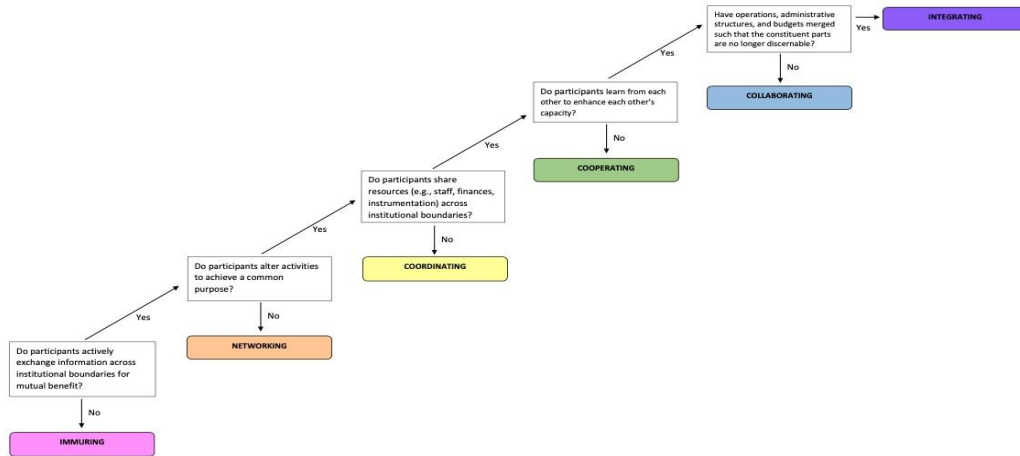 Have operations, administrative
structures, and budgets merged
such that the constituent parts
are no longer discernable?
Yes
INTEGRATING
Yes
No
COLLABORATING
Do participants learn from each
other to enhance each other's
capacity?
Yes
No
COOPERATING
Do participants share
resources (e.g., staff, finances,
instrumentation) across
institutional boundaries?
Yes
No
COORDINATING
Do participants alter activities
to achieve a common
purpose?
Yes
No
NETWORKING
Do participants actively
exchange information across
institutional boundaries for
mutual benefit?
No
IMMURING